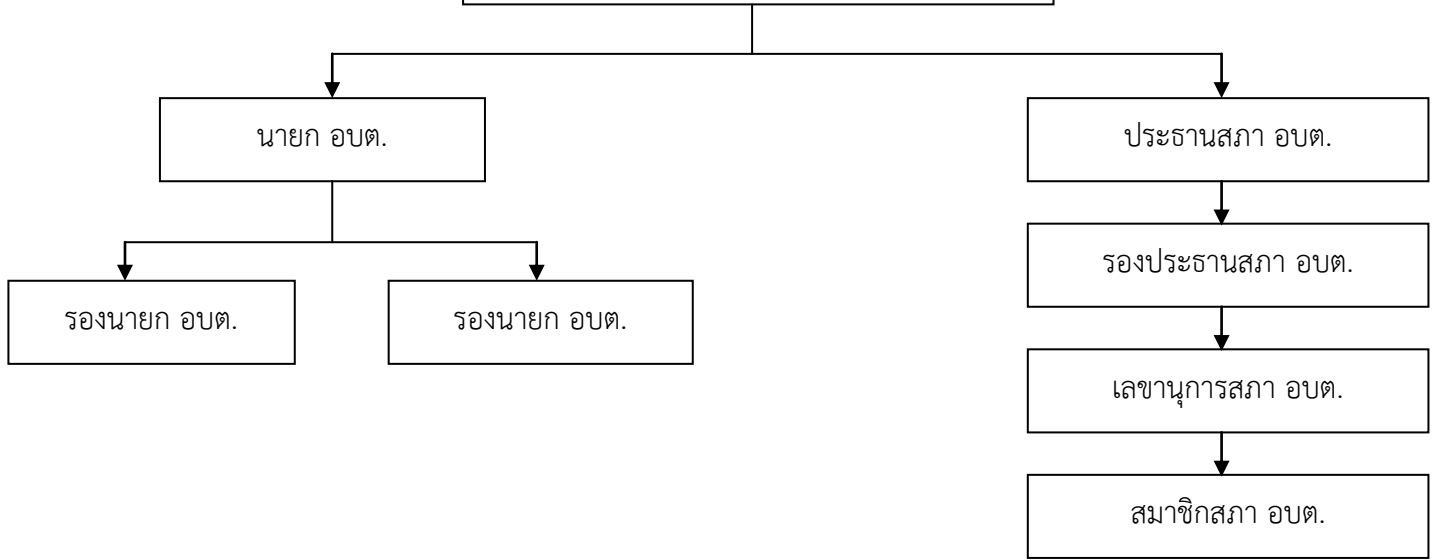 นายก อบต.
ประธานสภา อบต.
รองประธานสภา อบต.
รองนายก อบต.
รองนายก อบต.
เลขานุการสภา อบต.
สมาชิกสภา อบต.